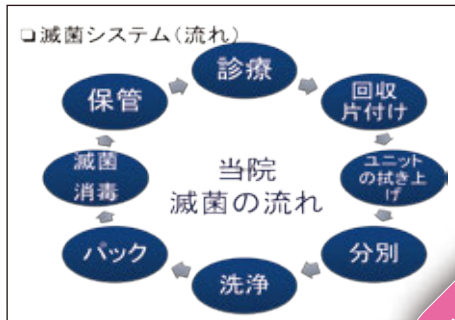 ❑滅菌システム(流れ)
診療
回収
片付け
ユニット
の拭き上
げ
分別
洗浄
パック
滅菌
消毒
保管
当院
滅菌の流れ